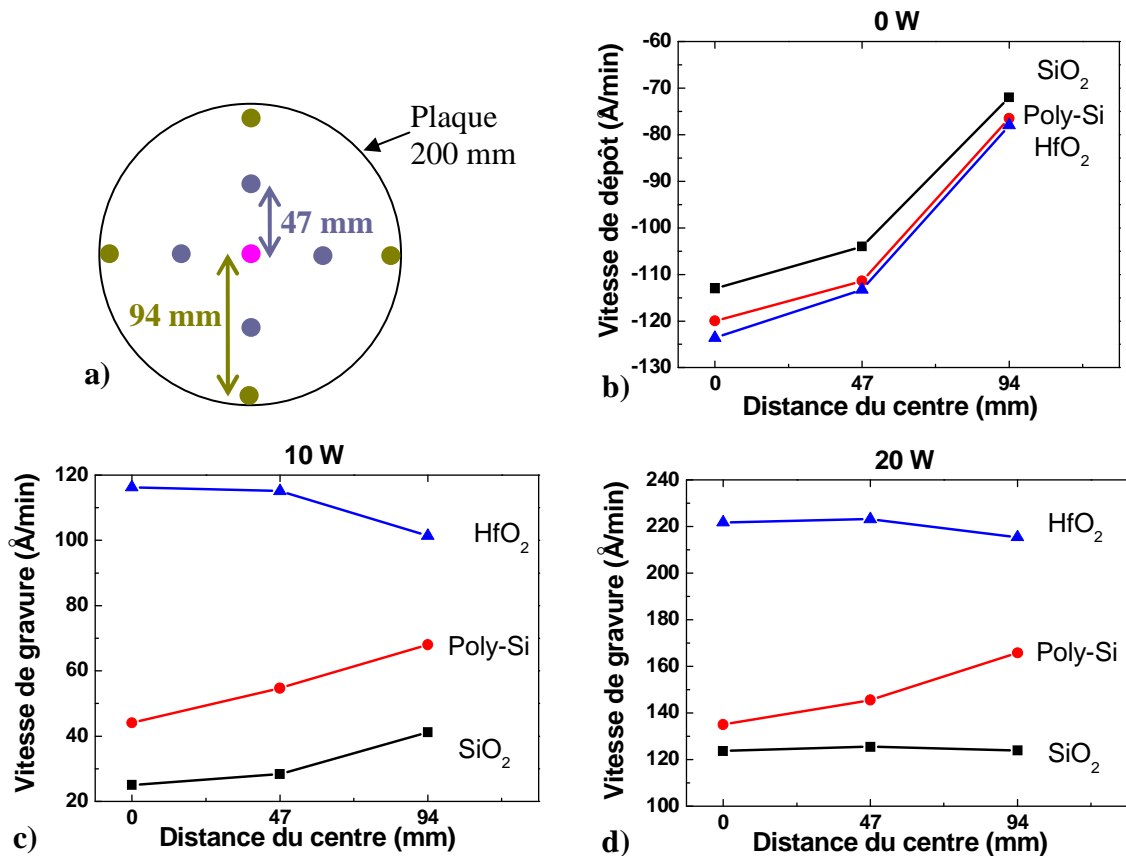 Plaque
200 mm
47 mm
94 mm
a)
0 W
-60
-70
-80
-90
-100
-110
-120
-130
Vitesse de dépôt (Å/min)
SiO2
Poly-Si
HfO2
0
47
94
Distance du centre (mm)
b)
10 W
120
100
80
60
40
20
Vitesse de gravure (Å/min)
HfO2
Poly-Si
SiO2
0
47
94
Distance du centre (mm)
c)
20 W
240
220
200
180
160
140
120
100
Vitesse de gravure (Å/min)
HfO2
Poly-Si
SiO2
0
47
94
Distance du centre (mm)
d)